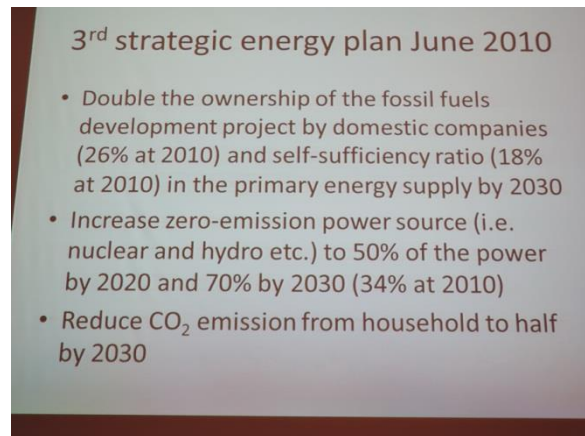 3rd strategic energy plan June 2010
• Double the ownership of the fossil fuels
development project by domestic companies
(26% at 2010) and self-sufficiency ratio (18%
at 2010) in the primary energy supply by 2030
• Increase zero-emission power source (i.e.
nuclear and hydro etc.) to 50% of the power
by 2020 and 70% by 2030 (34% at 2010)
• Reduce CO₂ emission from household to half
by 2030